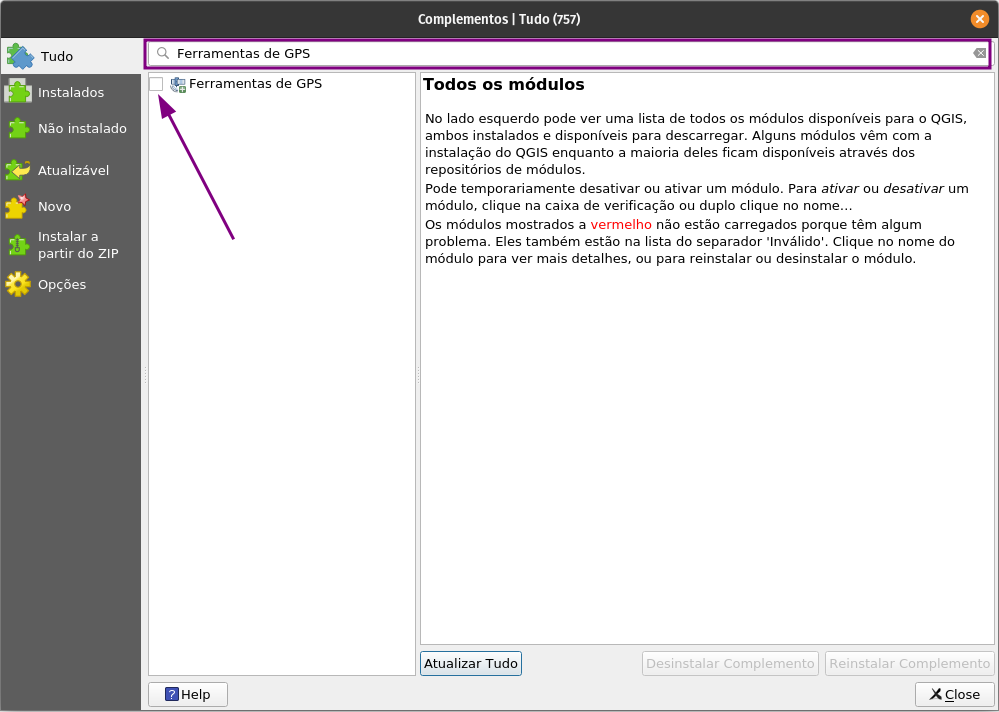 Complementos | Tudo (757)
Tudo
Instalados
Não instalado
Atualizável
Novo
Instalar a
partir do ZIP
Opções
Ferramentas de GPS
Ferramentas de GPS
Todos os módulos
No lado esquerdo pode ver uma lista de todos os módulos disponíveis para o QGIS,
ambos instalados e disponíveis para descarregar. Alguns módulos vêm com a
instalação do QGIS enquanto a maioria deles ficam disponíveis através dos
repositórios de módulos.
Pode temporariamente desativar ou ativar um módulo. Para ativar ou desativar um
módulo, clique na caixa de verificação ou duplo clique no nome...
Os módulos mostrados a vermelho não estão carregados porque têm algum
problema. Eles também estão na lista do separador 'Inválido'. Clique no nome do
módulo para ver mais detalhes, ou para reinstalar ou desinstalar o módulo.
Atualizar Tudo
Desinstalar Complemento
Reinstalar Complemento
? Help
Close